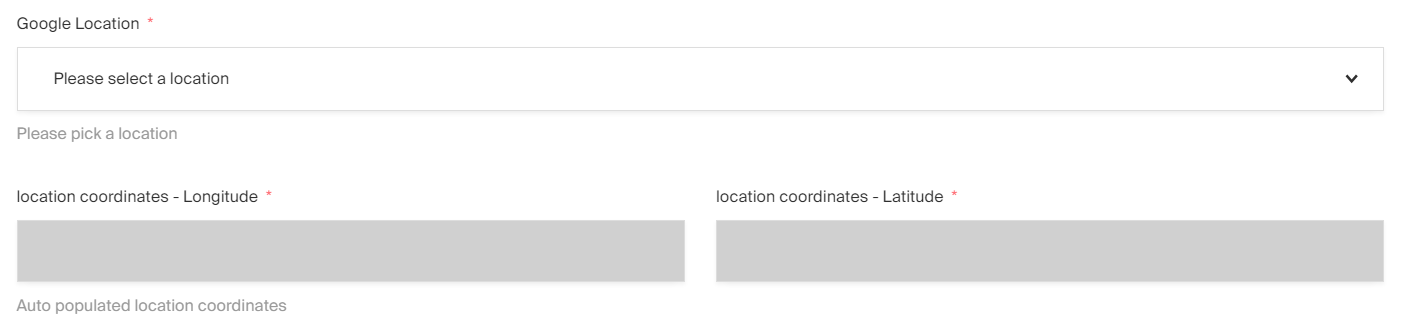 Google Location *
Please select a location
Please pick a location
location coordinates - Longitude *
location coordinates - Latitude *
Auto populated location coordinates